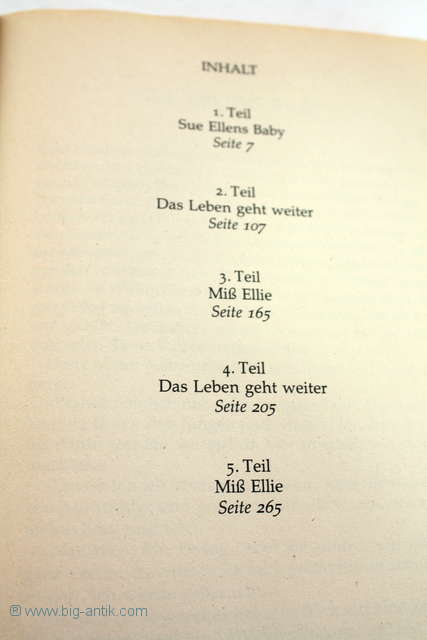 INHALT
1. Teil
Sue Ellens Baby
Seite 7
2. Teil
Das Leben geht weiter
Seite 107
3. Teil
Miß Ellie
Seite 165
4. Teil
Das Leben geht weiter
Seite 205
5. Teil
Miß Ellie
Seite 265
® www.big-antik.com